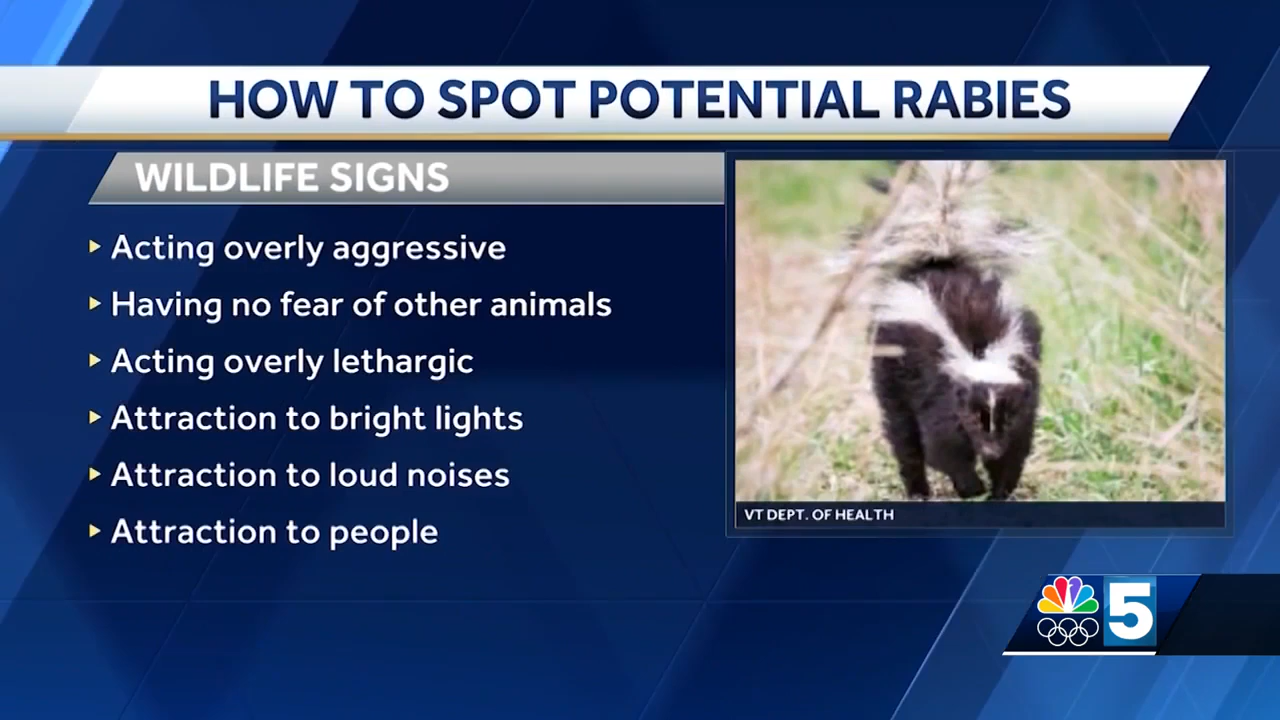 HOW TO SPOT POTENTIAL RABIES
WILDLIFE SIGNS
Acting overly aggressive
Having no fear of other animals
Acting overly lethargic
Attraction to bright lights
Attraction to loud noises
Attraction to people
VT DEPT. OF HEALTH
5